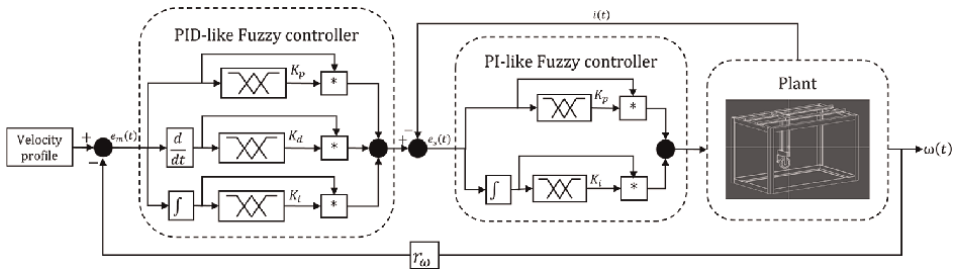 i(t)
PID-like Fuzzy controller
PI-like Fuzzy controller
Plant
Velocity
profile
+
−
e_m(t)
K_p
*
d
dt
K_d
*
∫
K_i
*
+
−
e_s(t)
K_p
*
∫
K_i
*
ω(t)
r_ω